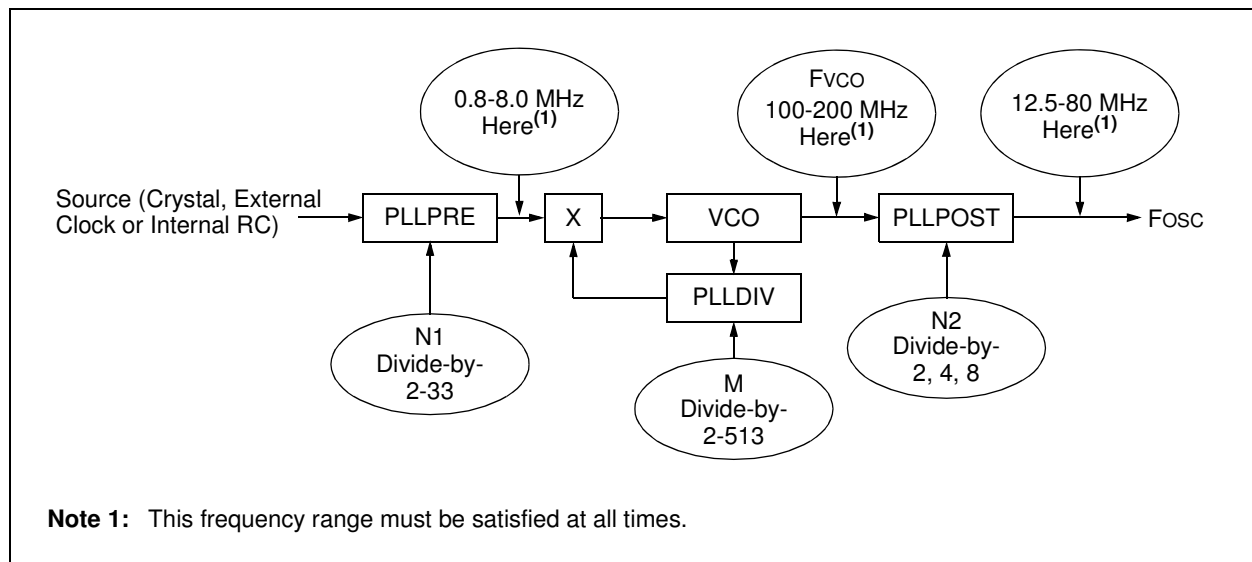 0.8-8.0 MHz
Here(1)
FVCO
100-200 MHz
Here(1)
12.5-80 MHz
Here(1)
Source (Crystal, External
Clock or Internal RC)
PLLPRE
X
VCO
PLLPOST
FOSC
PLLDIV
N1
Divide-by-
2-33
M
Divide-by-
2-513
N2
Divide-by-
2, 4, 8
Note 1: This frequency range must be satisfied at all times.